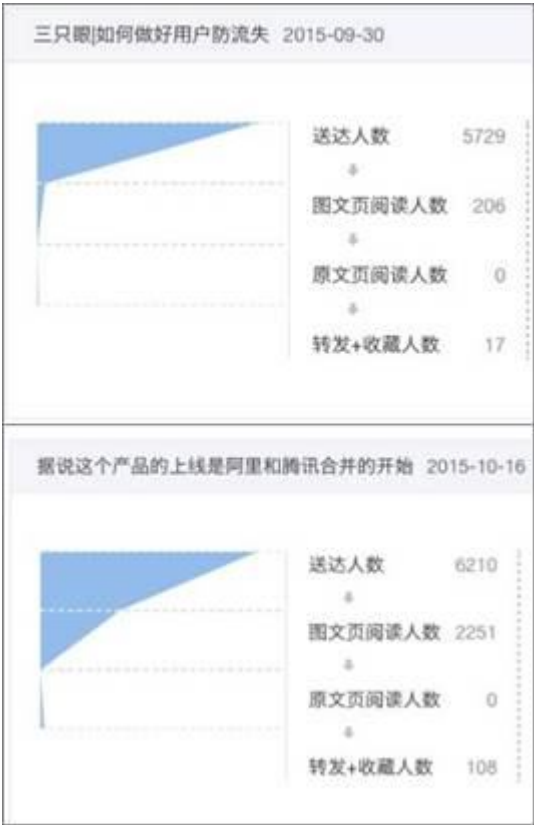 三只眼|如何做好用户防流失 2015-09-30
送达人数 5729
图文页阅读人数 206
原文页阅读人数 0
转发+收藏人数 17
据说这个产品的上线是阿里和腾讯合并的开始 2015-10-16
送达人数 6210
图文页阅读人数 2251
原文页阅读人数 0
转发+收藏人数 108